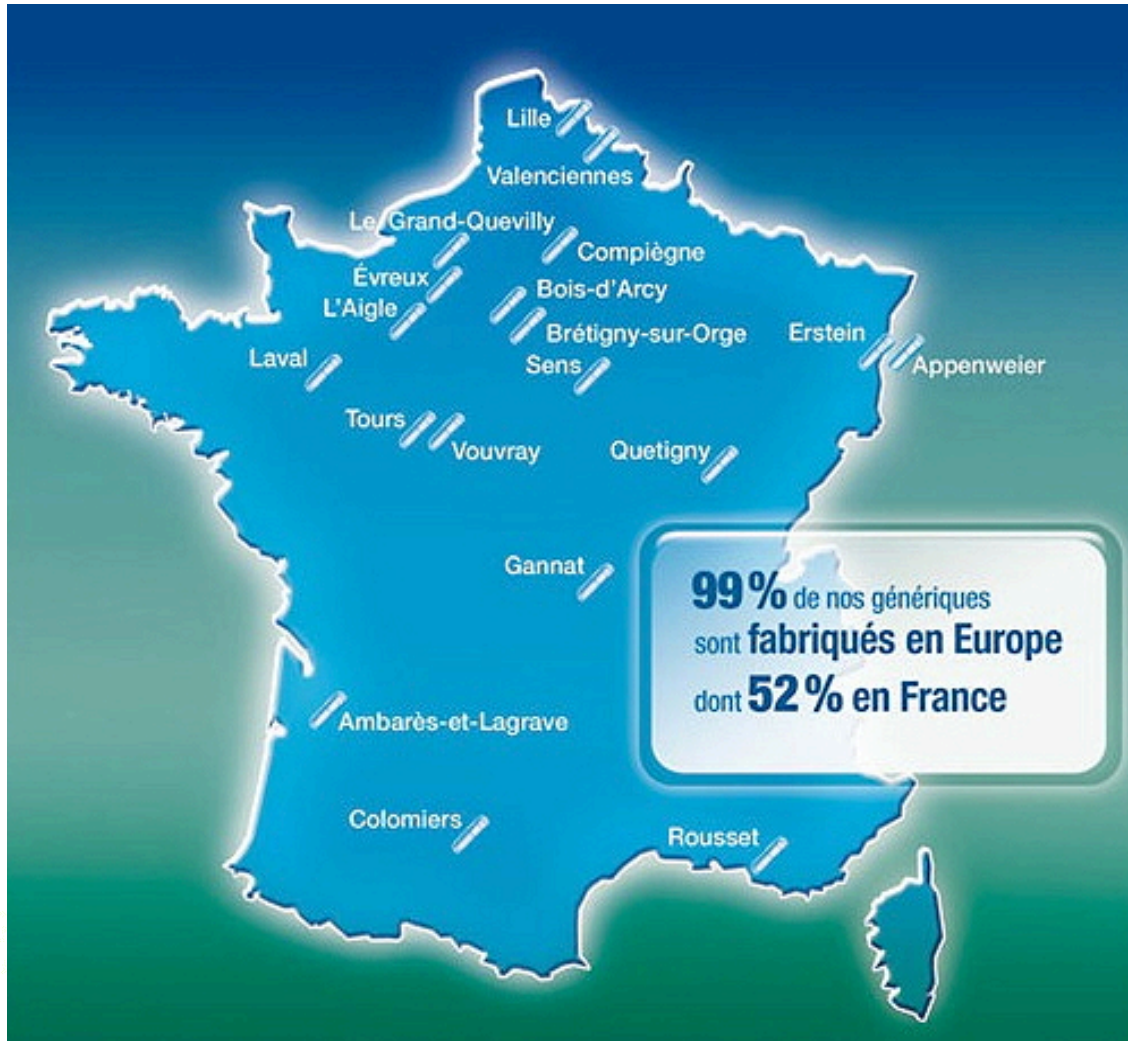 Lille
Valenciennes
Le Grand-Quevilly
Compiègne
Évreux
Bois-d'Arcy
L'Aigle
Brétigny-sur-Orge
Erstein
Laval
Sens
Appenweier
Tours
Vouvray
Quetigny
Gannat
99 % de nos génériques
sont fabriqués en Europe
dont 52 % en France
Ambarès-et-Lagrave
Colomiers
Rousset